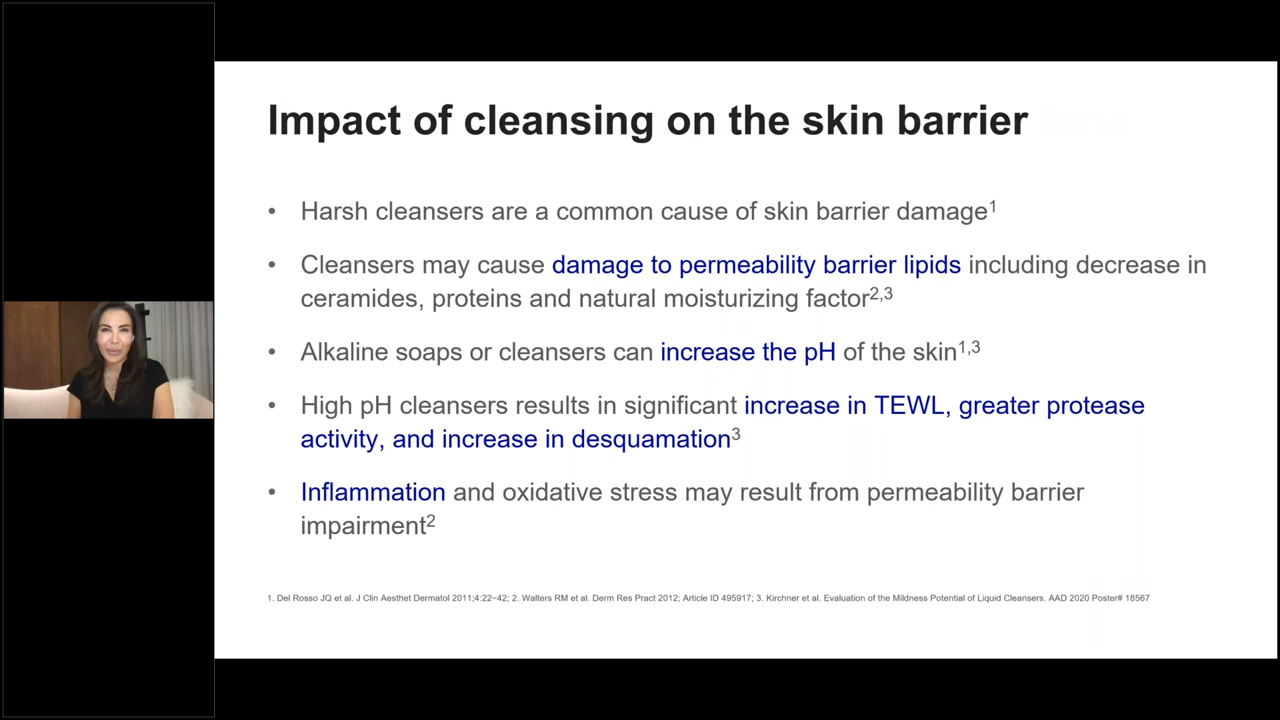 Impact of cleansing on the skin barrier time
• Harsh cleansers are a common cause of skin barrier damage1
• Cleansers may cause damage to permeability barrier lipids including decrease in
ceramides, proteins and natural moisturizing factor2,3
• Alkaline soaps or cleansers can increase the pH of the skin1,3
• High pH cleansers results in significant increase in TEWL, greater protease
activity, and increase in desquamation3
• Inflammation and oxidative stress may result from permeability barrier
impairment2
1. Del Rosso JQ et al. J Clin Aesthet Dermatol 2011;4:22−42; 2. Walters RM et al. Derm Res Pract 2012; Article ID 495917; 3. Kirchner et al. Evaluation of the Mildness Potential of Liquid Cleansers. AAD 2020 Poster# 18567